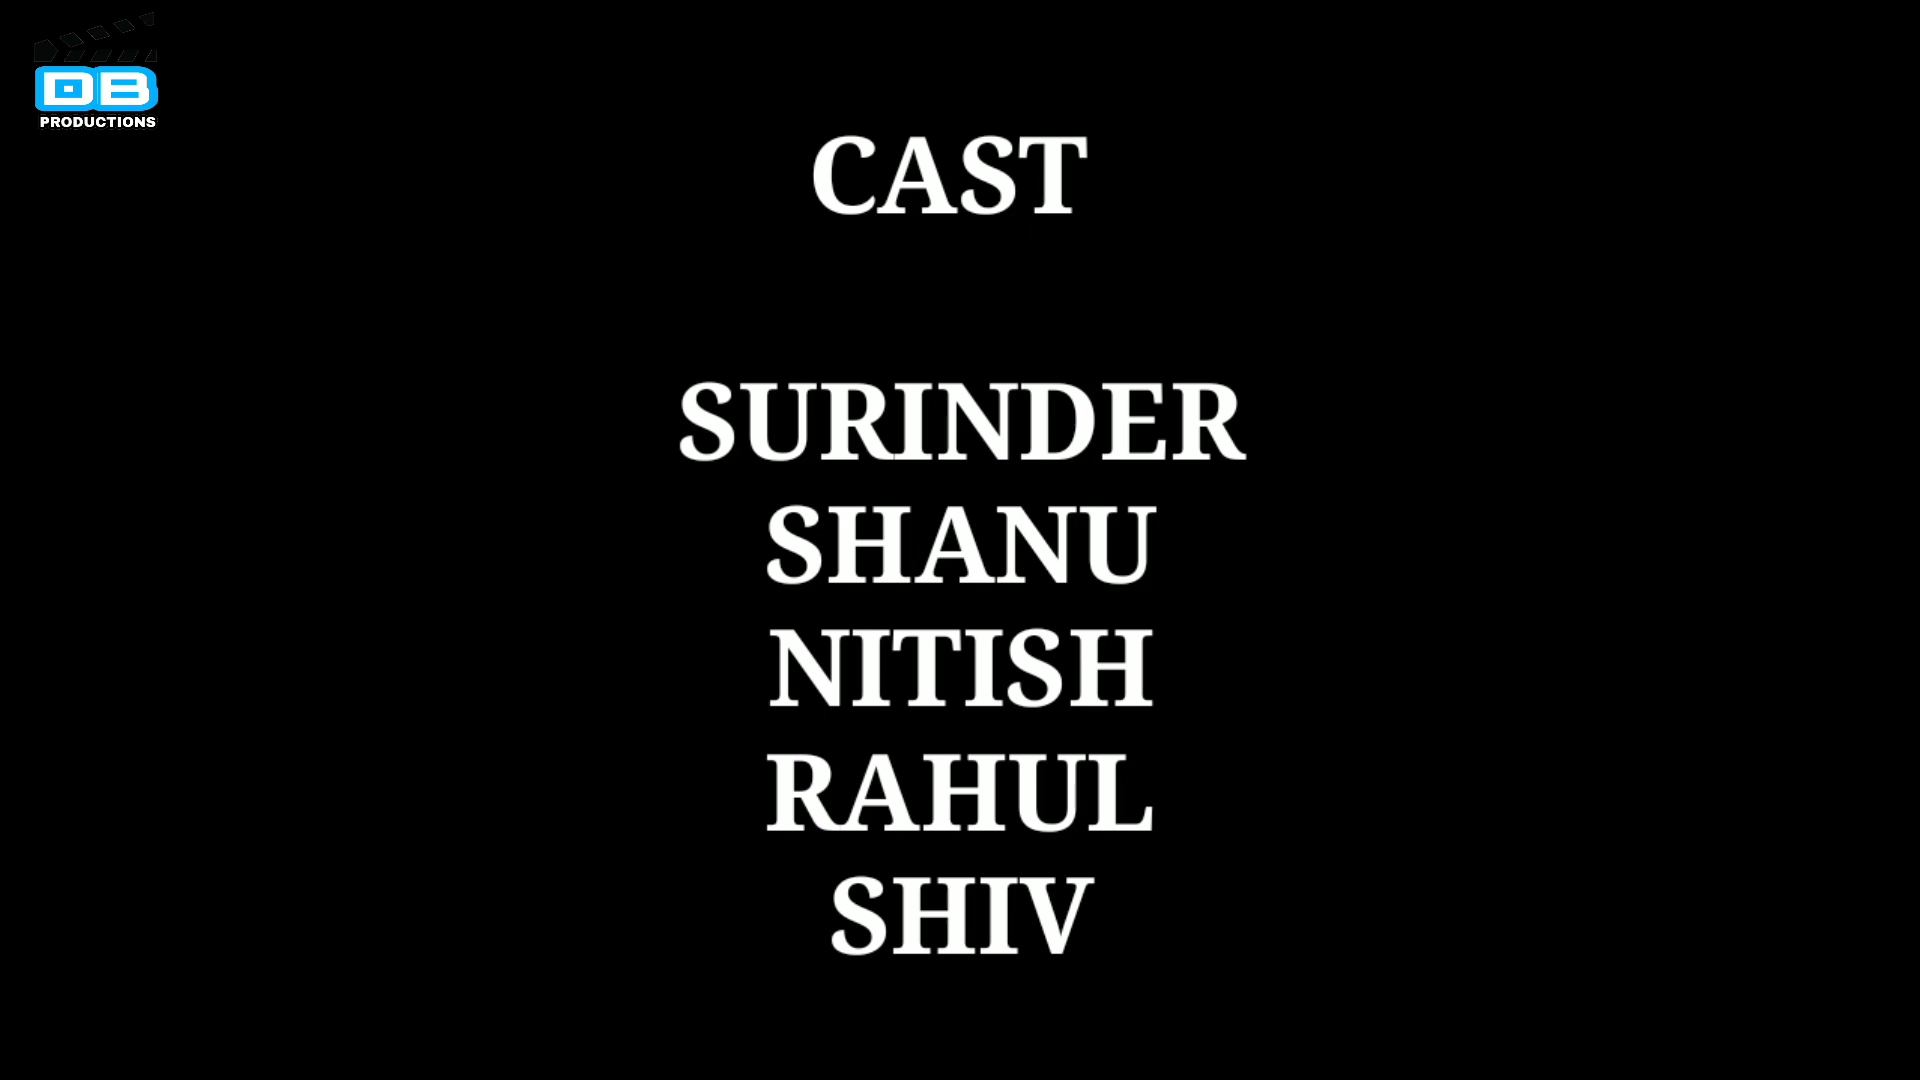 DB
PRODUCTIONS
CAST
SURINDER
SHANU
NITISH
RAHUL
SHIV